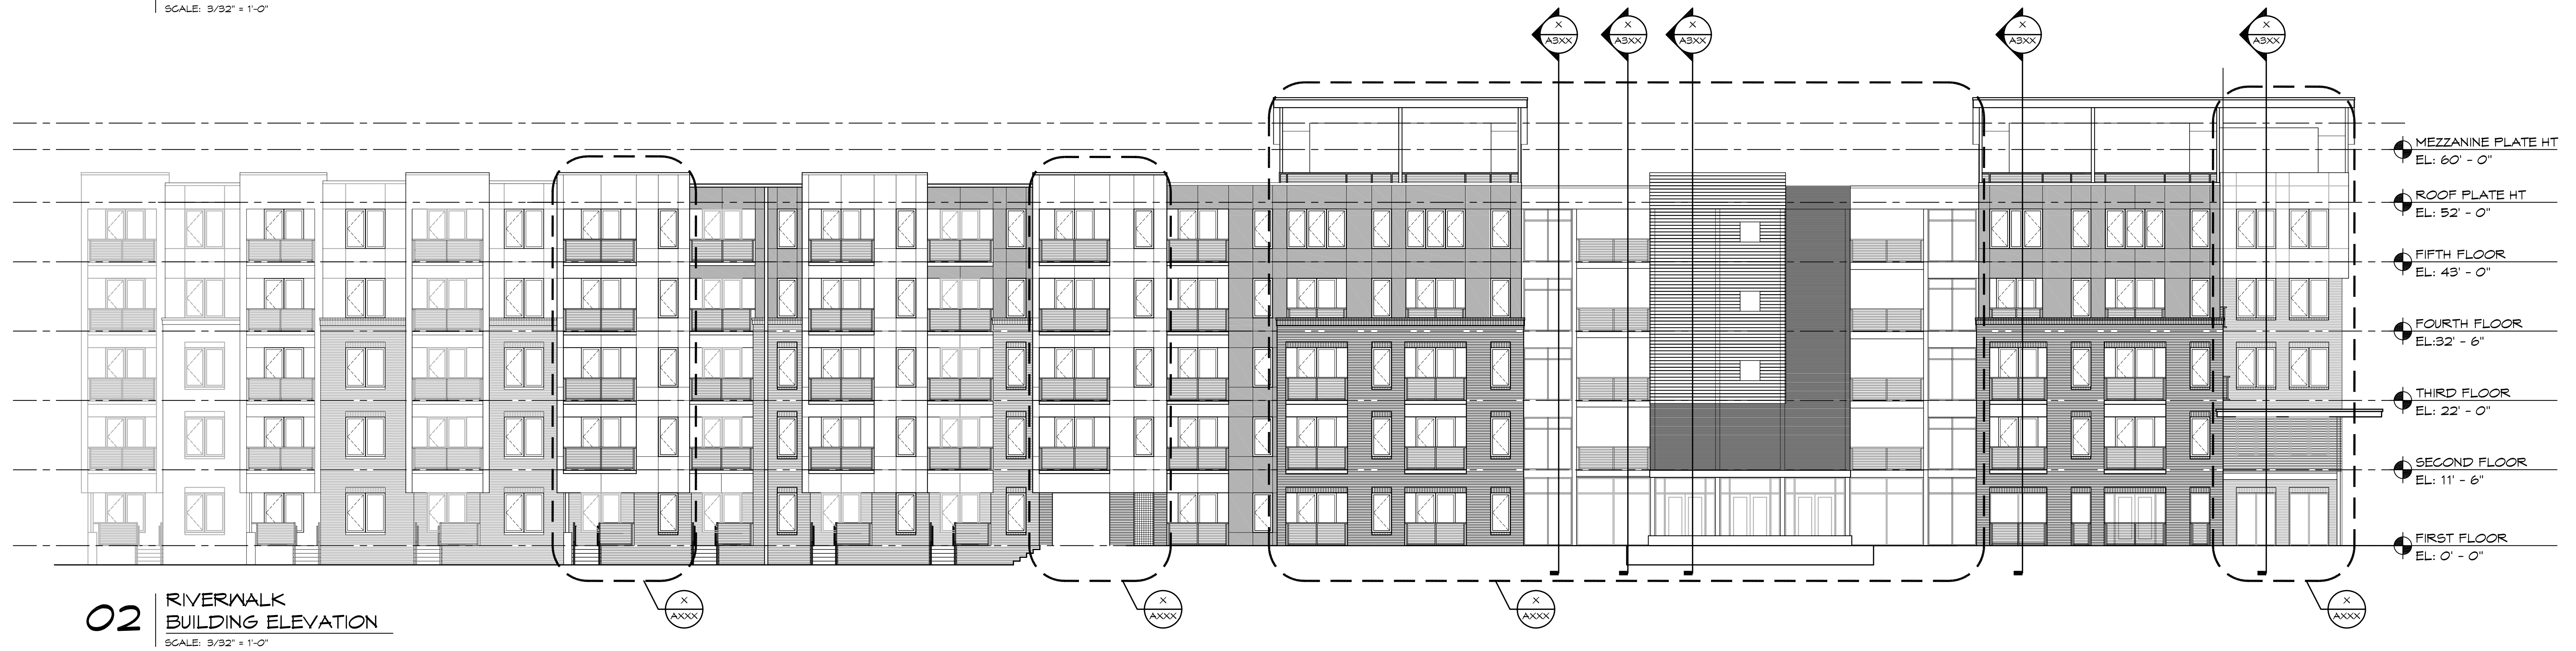 SCALE: 3/32" = 1'-0"
X
A3XX
X
A3XX
X
A3XX
X
A3XX
X
A3XX
MEZZANINE PLATE HT
EL: 60' - 0"
ROOF PLATE HT
EL: 52' - 0"
FIFTH FLOOR
EL: 43' - 0"
FOURTH FLOOR
EL:32' - 6"
THIRD FLOOR
EL: 22' - 0"
SECOND FLOOR
EL: 11' - 6"
FIRST FLOOR
EL: 0' - 0"
X
AXXX
X
AXXX
X
AXXX
X
AXXX
02
RIVERWALK
BUILDING ELEVATION
SCALE: 3/32" = 1'-0"